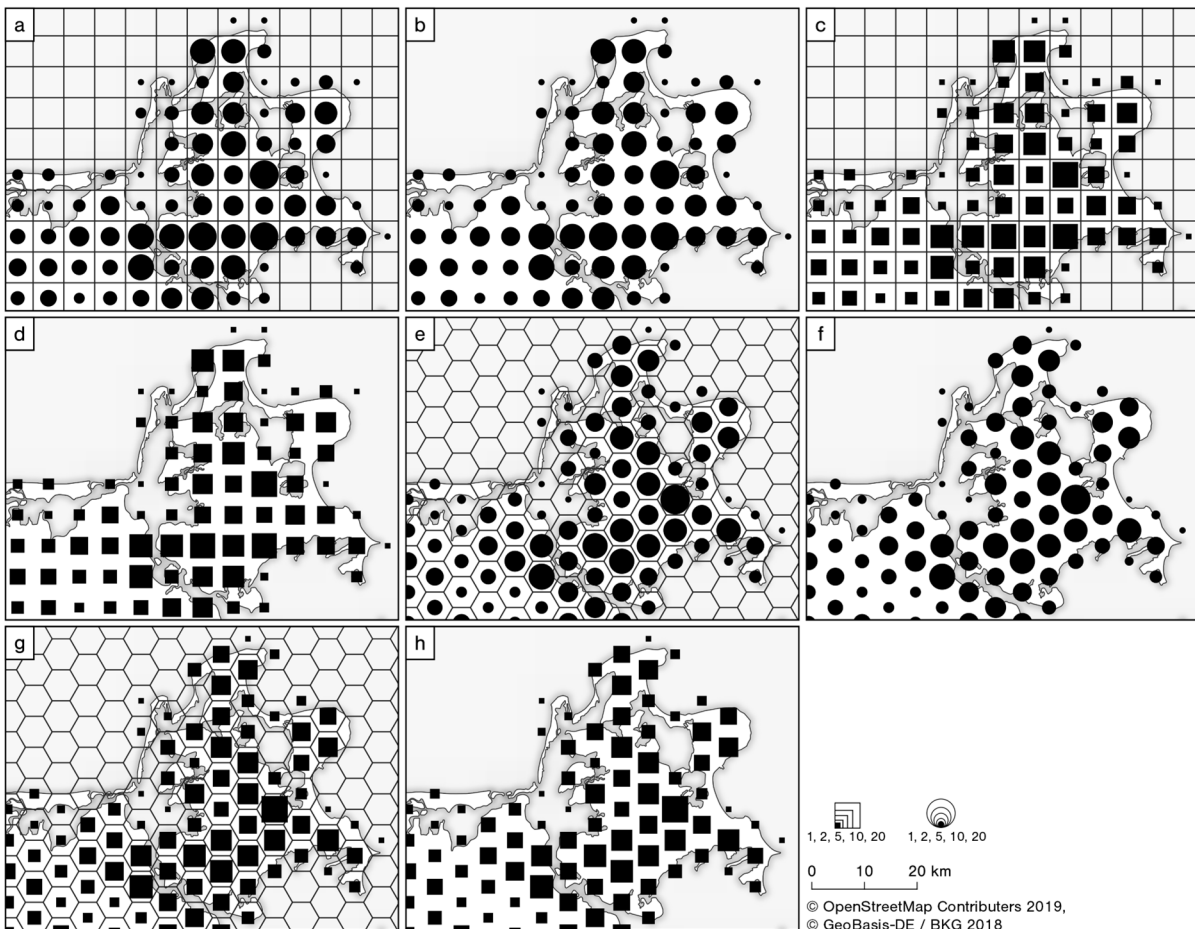 a
b
c
d
e
f
g
h
1, 2, 5, 10, 20
1, 2, 5, 10, 20
0 10 20 km
© OpenStreetMap Contributers 2019,
© GeoBasis-DE / BKG 2018